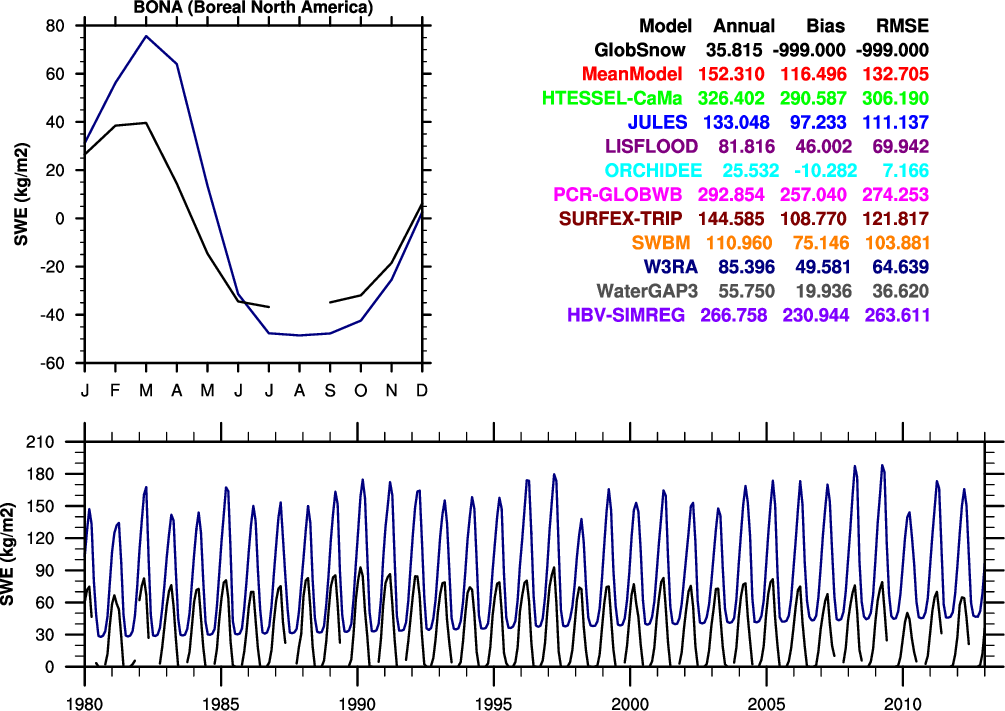 BONA (Boreal North America)
80
60
40
20
0
-20
-40
-60
SWE (kg/m2)
J F M A M J J A S O N D
Model Annual Bias RMSE
GlobSnow 35.815 -999.000 -999.000
MeanModel 152.310 116.496 132.705
HTESSEL-CaMa 326.402 290.587 306.190
JULES 133.048 97.233 111.137
LISFLOOD 81.816 46.002 69.942
ORCHIDEE 25.532 -10.282 7.166
PCR-GLOBWB 292.854 257.040 274.253
SURFEX-TRIP 144.585 108.770 121.817
SWBM 110.960 75.146 103.881
W3RA 85.396 49.581 64.639
WaterGAP3 55.750 19.936 36.620
HBV-SIMREG 266.758 230.944 263.611
210
180
150
120
90
60
30
0
SWE (kg/m2)
1980 1985 1990 1995 2000 2005 2010